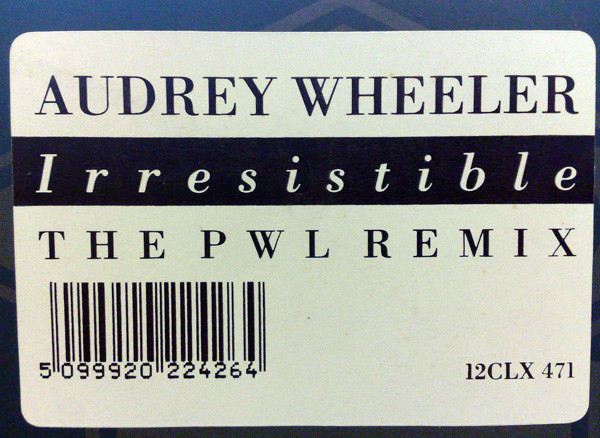 AUDREY WHEELER
Irresistible
THE PWL REMIX
5 099920 224264
12CLX 471